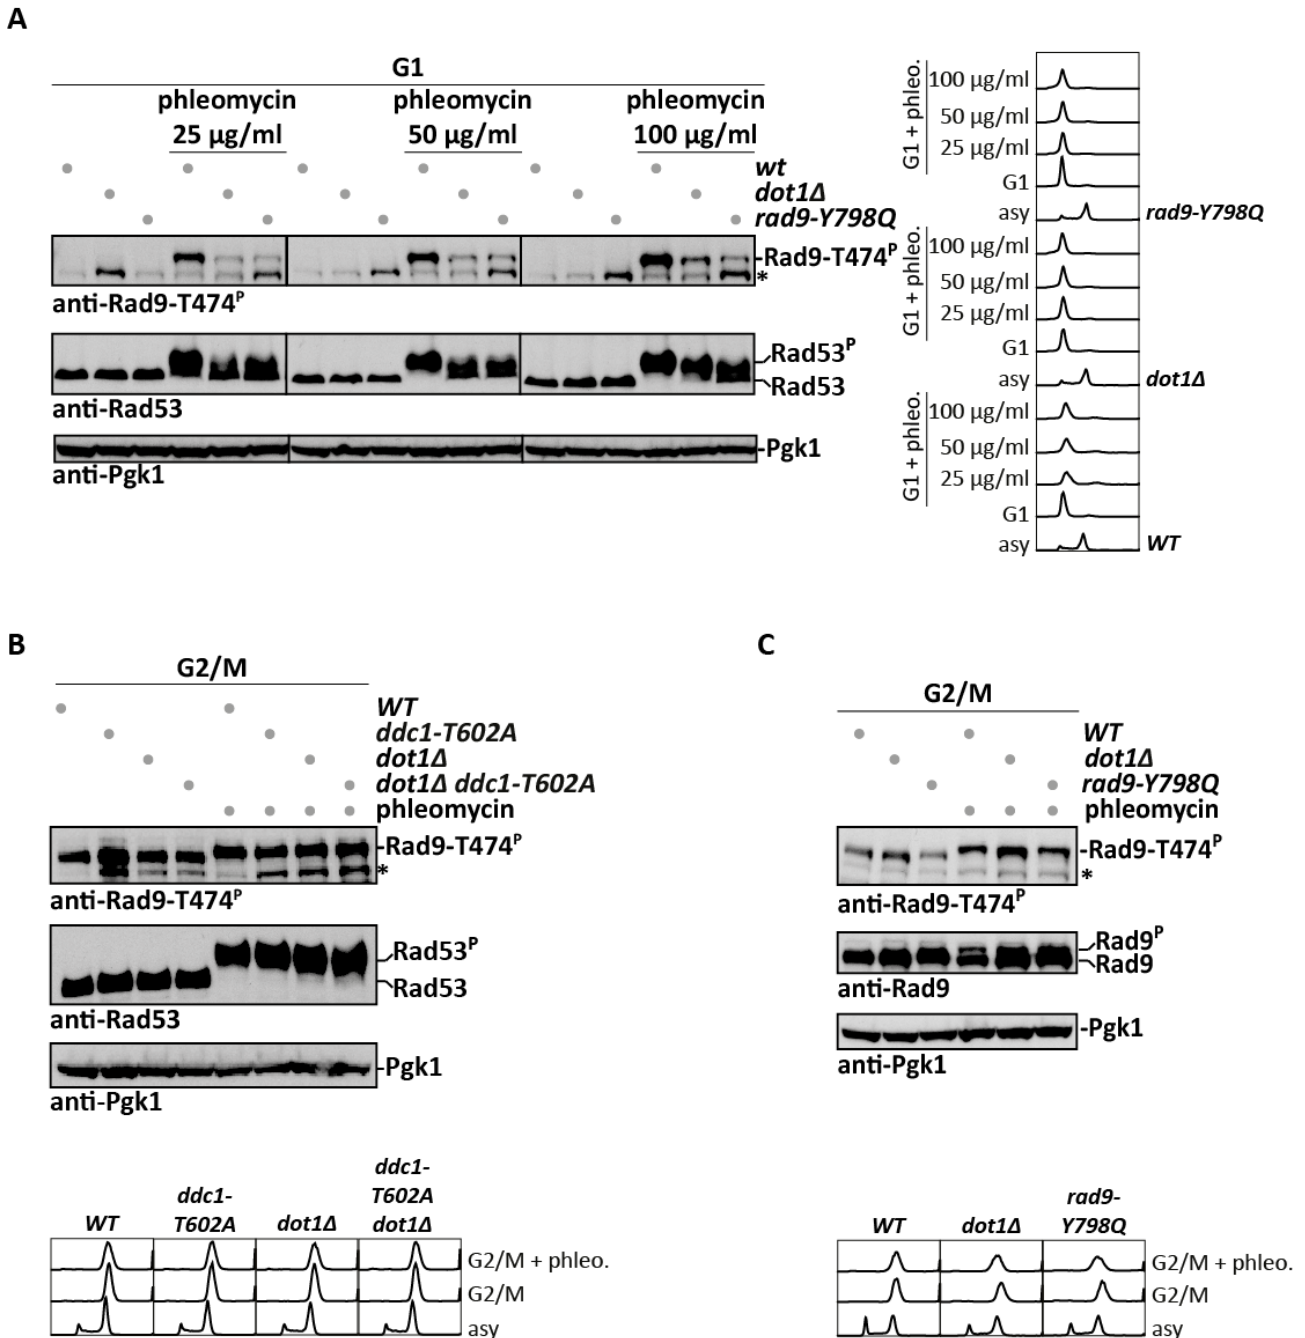 A
G1
phleomycin phleomycin phleomycin
25 µg/ml 50 µg/ml 100 µg/ml
wt
dot1Δ
rad9-Y798Q
-Rad9-T474ᴾ
*
anti-Rad9-T474ᴾ
Rad53ᴾ
Rad53
anti-Rad53
-Pgk1
anti-Pgk1
G1 + phleo.
100 µg/ml
50 µg/ml
25 µg/ml
G1
asy
rad9-Y798Q
G1 + phleo.
100 µg/ml
50 µg/ml
25 µg/ml
G1
asy
dot1Δ
G1 + phleo.
100 µg/ml
50 µg/ml
25 µg/ml
G1
asy
WT
B
G2/M
WT
ddc1-T602A
dot1Δ
dot1Δ ddc1-T602A
phleomycin
-Rad9-T474ᴾ
*
anti-Rad9-T474ᴾ
Rad53ᴾ
Rad53
anti-Rad53
-Pgk1
anti-Pgk1
WT
ddc1-
T602A
dot1Δ
ddc1-
T602A
dot1Δ
G2/M + phleo.
G2/M
asy
C
G2/M
WT
dot1Δ
rad9-Y798Q
phleomycin
-Rad9-T474ᴾ
*
anti-Rad9-T474ᴾ
Rad9ᴾ
Rad9
anti-Rad9
-Pgk1
anti-Pgk1
WT
dot1Δ
rad9-
Y798Q
G2/M + phleo.
G2/M
asy